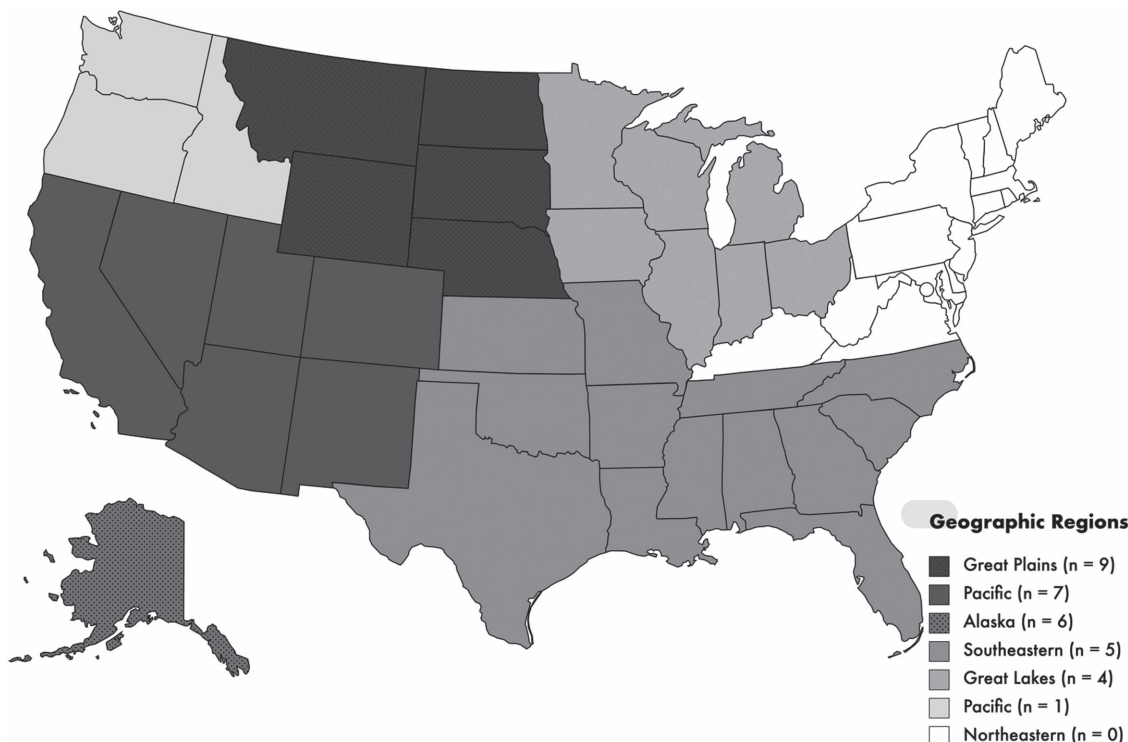 Geographic Regions
Great Plains (n = 9)
Pacific (n = 7)
Alaska (n = 6)
Southeastern (n = 5)
Great Lakes (n = 4)
Pacific (n = 1)
Northeastern (n = 0)